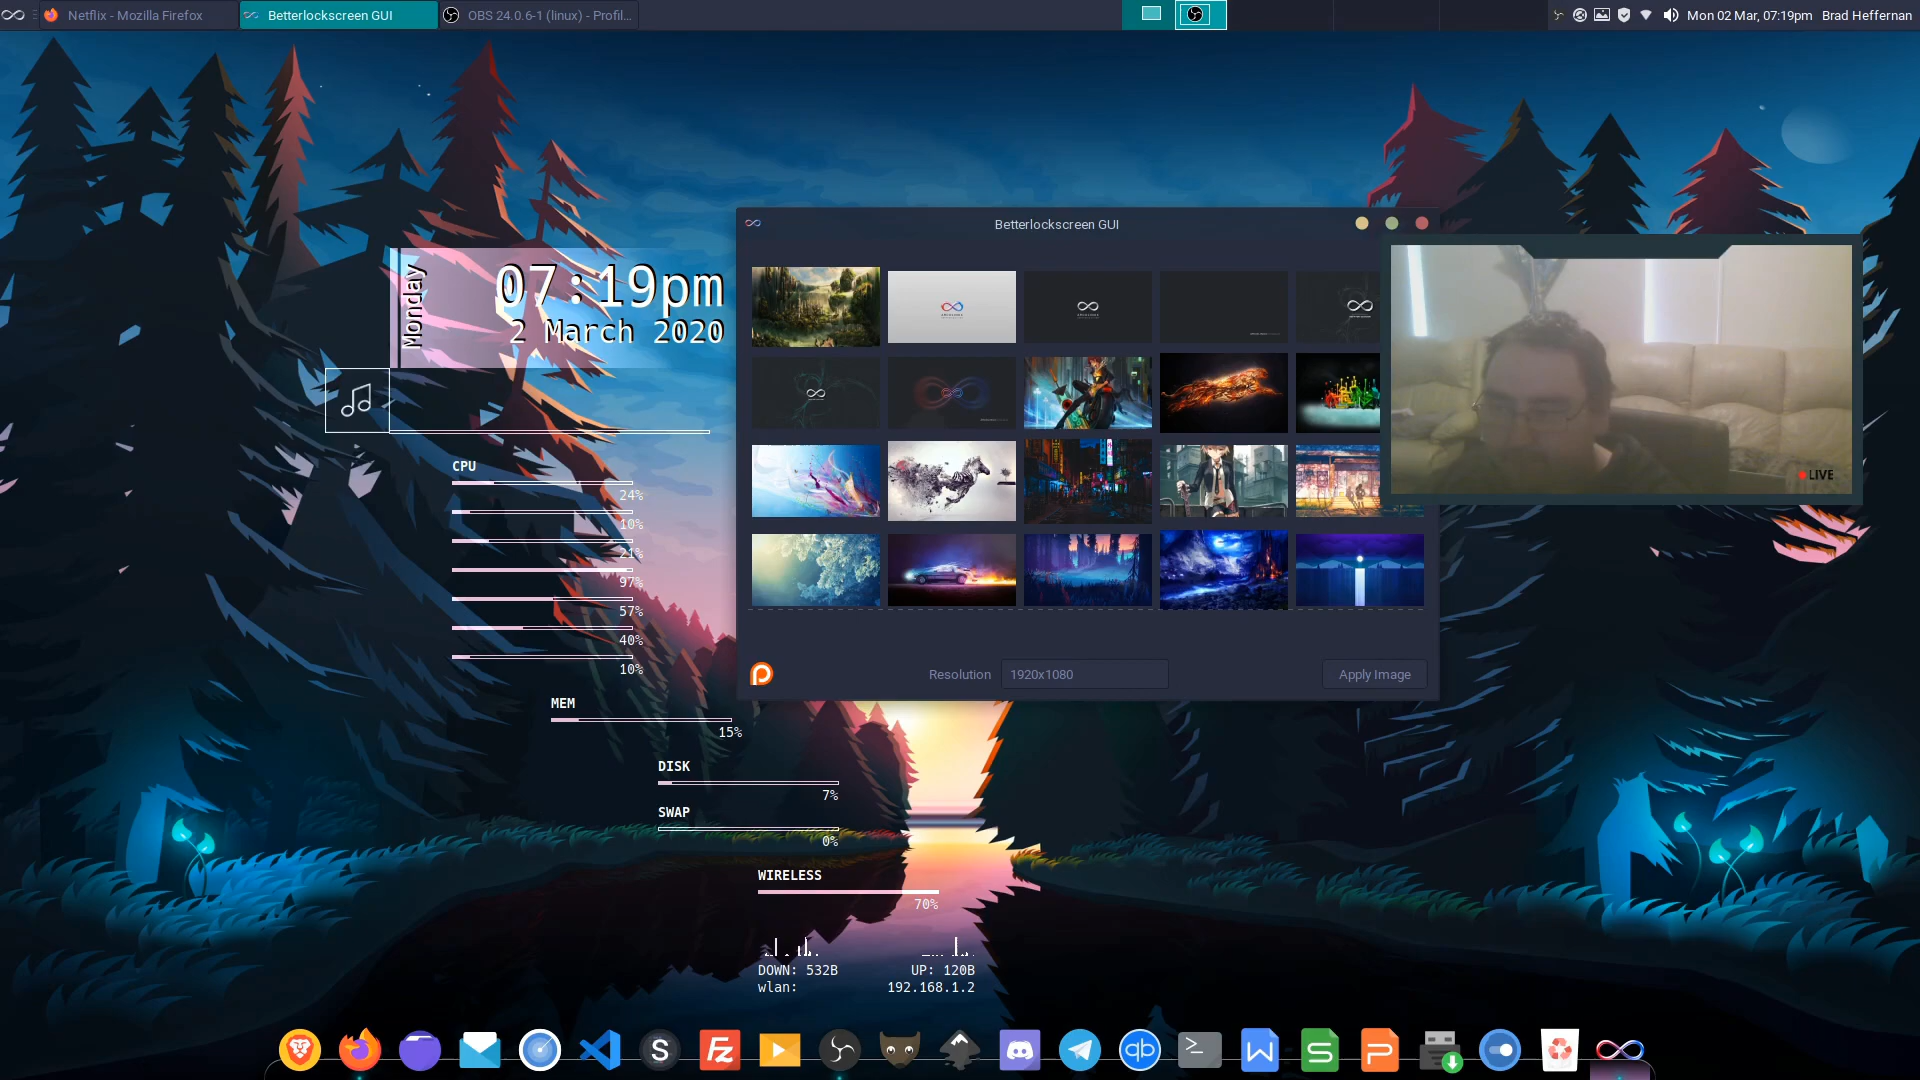 Netflix - Mozilla Firefox
Betterlockscreen GUI
OBS 24.0.6-1 (linux) - Profil...
Mon 02 Mar, 07:19pm
Brad Heffernan
Monday
07:19pm
2 March 2020
Betterlockscreen GUI
LIVE
CPU
24%
10%
21%
97%
57%
40%
10%
MEM
15%
DISK
7%
SWAP
0%
WIRELESS
70%
DOWN: 532B
UP: 120B
wlan:
192.168.1.2
Resolution
1920x1080
Apply Image